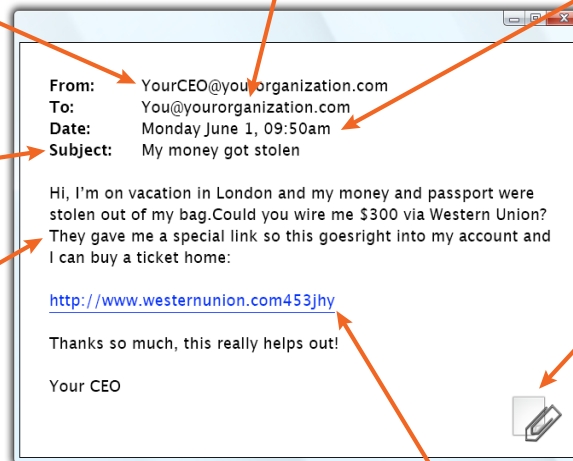 From: YourCEO@yourorganization.com
To: You@yourorganization.com
Date: Monday June 1, 09:50am
Subject: My money got stolen
Hi, I'm on vacation in London and my money and passport were
stolen out of my bag.Could you wire me $300 via Western Union?
They gave me a special link so this goesright into my account and
I can buy a ticket home:
http://www.westernunion.com453jhy
Thanks so much, this really helps out!
Your CEO